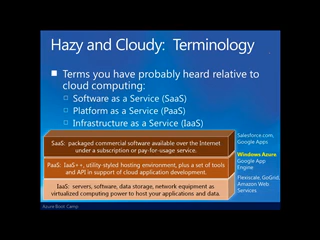 Hazy and Cloudy: Terminology
Terms you have probably heard relative to
cloud computing:
Software as a Service (SaaS)
Platform as a Service (PaaS)
Infrastructure as a Service (IaaS)
SaaS: packaged commercial software available over the Internet
under a subscription or pay-for-usage service.
Salesforce.com,
Google Apps
PaaS: IaaS++, utility-styled hosting environment, plus a set of tools
and API in support of cloud application development.
Windows Azure
Google App
Engine
IaaS: servers, software, data storage, network equipment as
virtualized computing power to host your applications and data.
Flexiscale, GoGrid,
Amazon Web
Services
Azure Boot Camp